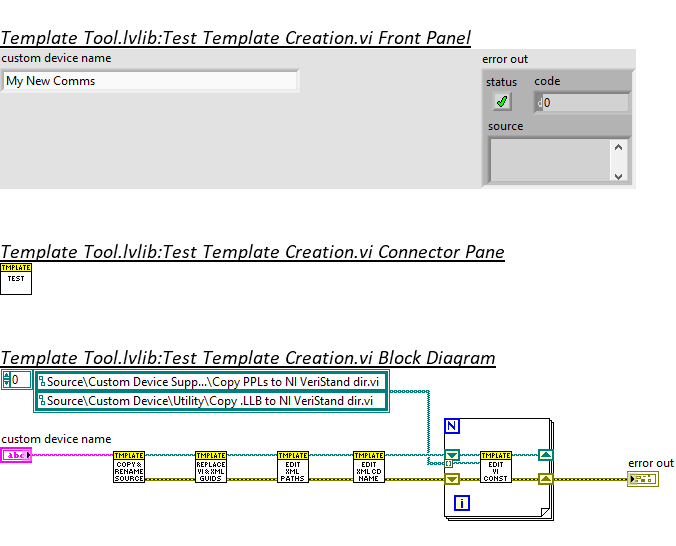 Template Tool.lvlib:Test Template Creation.vi Front Panel
custom device name
My New Comms
error out
status
code
d0
source
Template Tool.lvlib:Test Template Creation.vi Connector Pane
TMPLATE
TEST
Template Tool.lvlib:Test Template Creation.vi Block Diagram
0
Source\Custom Device Supp...\Copy PPLs to NI VeriStand dir.vi
Source\Custom Device\Utility\Copy .LLB to NI VeriStand dir.vi
custom device name
abc
TMPLATE
COPY &
RENAME
SOURCE
TMPLATE
REPLACE
VI & XML
GUIDS
TMPLATE
EDIT
XML
PATHS
TMPLATE
EDIT
XML CD
NAME
N
TMPLATE
EDIT
VI
CONST
i
error out